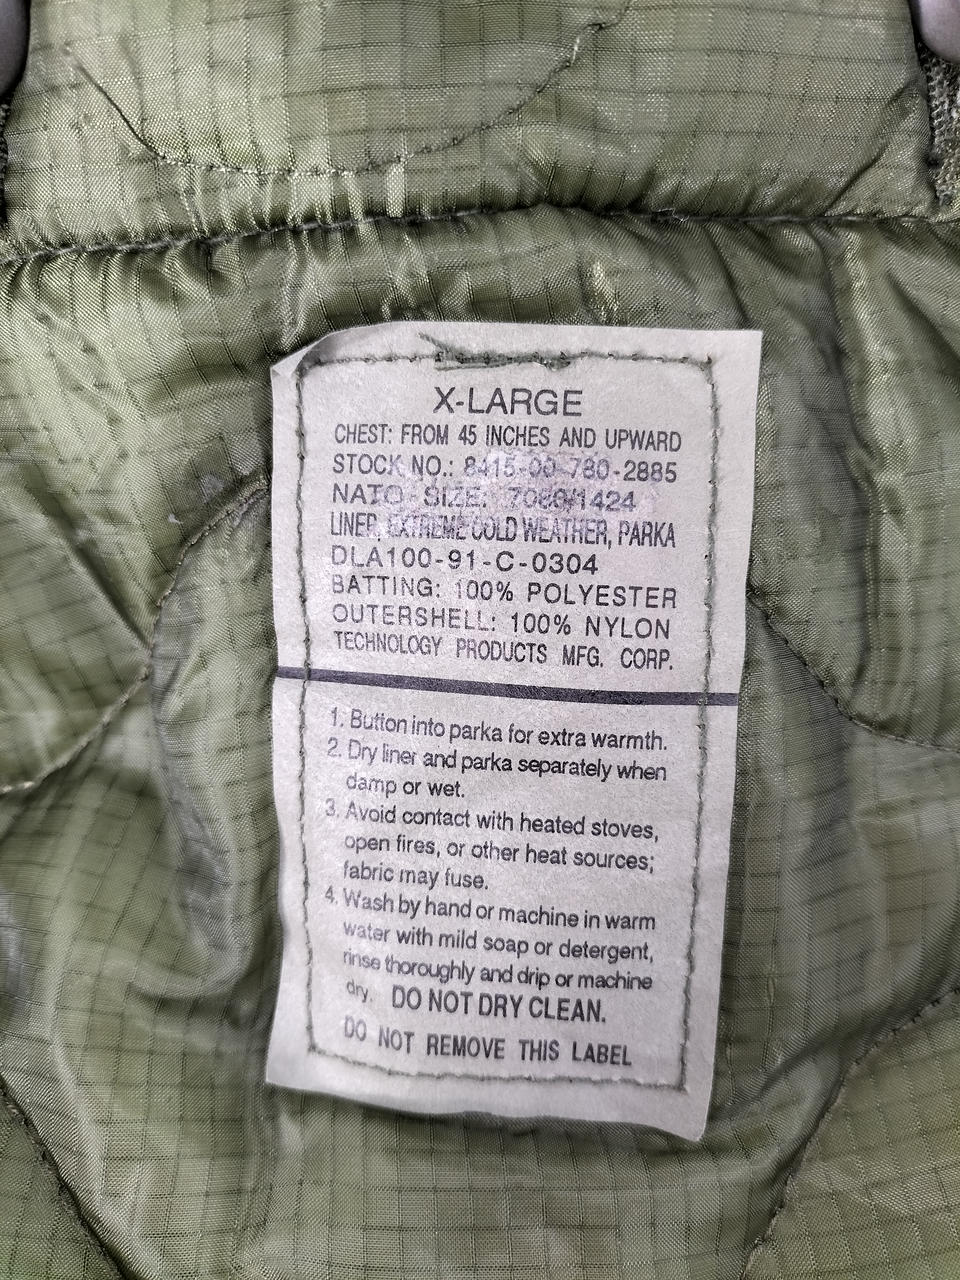 X-LARGE
CHEST: FROM 45 INCHES AND UPWARD
STOCK NO.: 8415-00-780-2885
NATO SIZE: /1424
LINER, EXTREME COLD WEATHER, PARKA
DLA100-91-C-0304
BATTING: 100% POLYESTER
OUTERSHELL: 100% NYLON
TECHNOLOGY PRODUCTS MFG. CORP.
1. Button into parka for extra warmth.
2. Dry liner and parka separately when
damp or wet.
3. Avoid contact with heated stoves,
open fires, or other heat sources;
fabric may fuse.
4. Wash by hand or machine in warm
water with mild soap or detergent,
rinse thoroughly and drip or machine
dry. DO NOT DRY CLEAN.
DO NOT REMOVE THIS LABEL